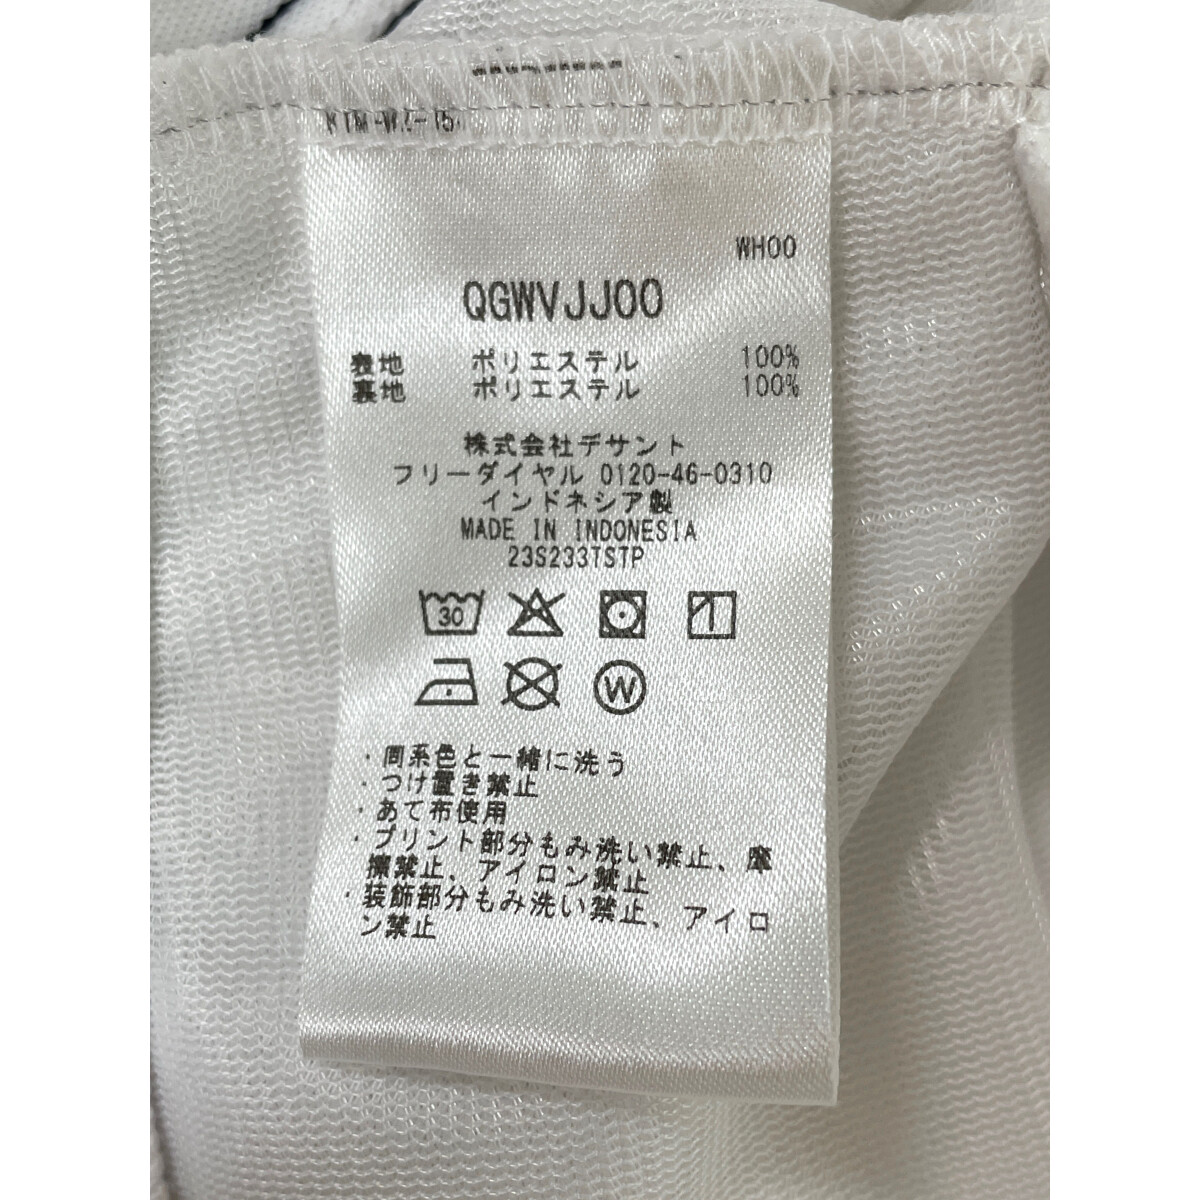 WH00
QGWVJJ00
表地 ポリエステル 100%
裏地 ポリエステル 100%
株式会社デサント
フリーダイヤル 0120-46-0310
インドネシア製
MADE IN INDONESIA
23S233TSTP
30
W
・同系色と一緒に洗う
・つけ置き禁止
・あて布使用
・プリント部分もみ洗い禁止、摩
擦禁止、アイロン禁止
・装飾部分もみ洗い禁止、アイロ
ン禁止